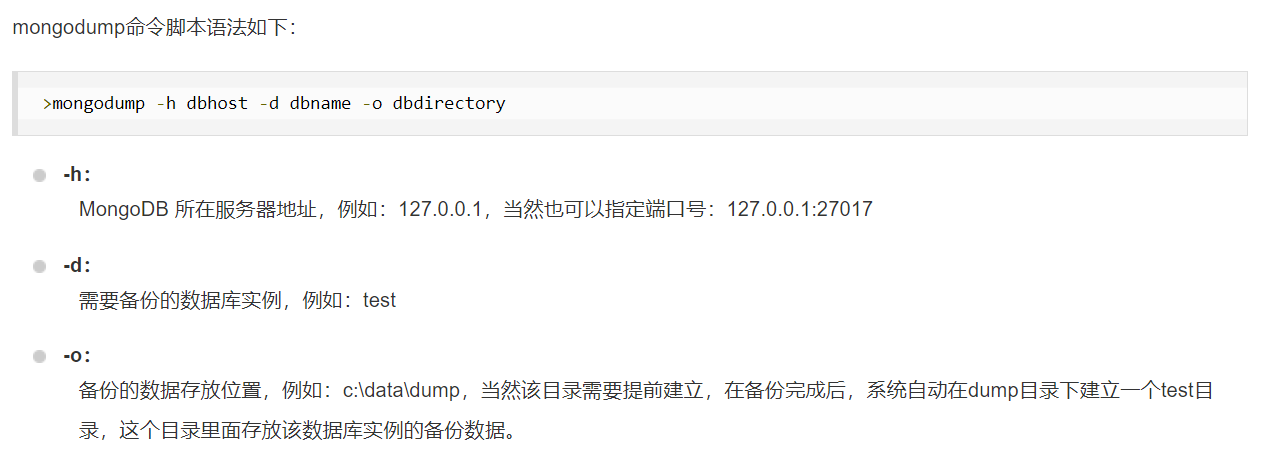 mongodump命令脚本语法如下：
>mongodump -h dbhost -d dbname -o dbdirectory
-h：
MongoDB 所在服务器地址，例如：127.0.0.1，当然也可以指定端口号：127.0.0.1:27017
-d：
需要备份的数据库实例，例如：test
-o：
备份的数据存放位置，例如：c:\data\dump，当然该目录需要提前建立，在备份完成后，系统自动在dump目录下建立一个test目
录，这个目录里面存放该数据库实例的备份数据。